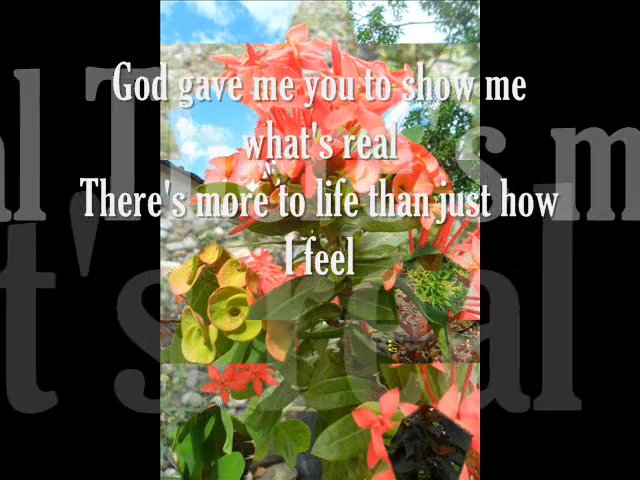 God gave me you to show me
what's real
There's more to life than just how
I feel